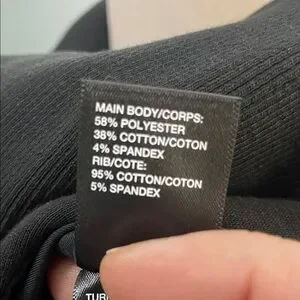 MAIN BODY/CORPS:
58% POLYESTER
38% COTTON/COTON
4% SPANDEX
RIB/COTE:
95% COTTON/COTON
5% SPANDEX